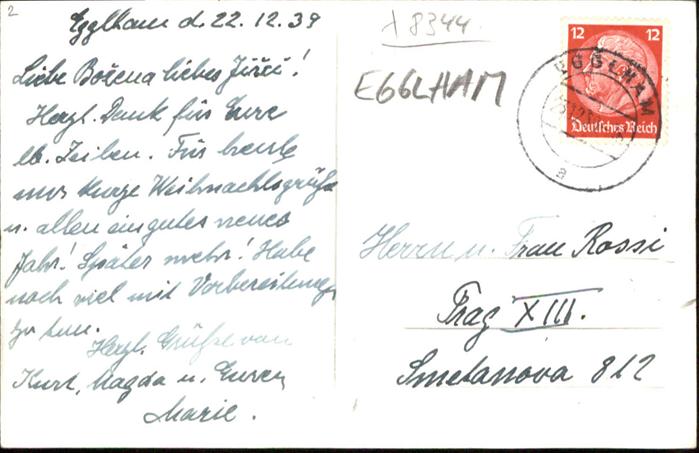 2
Egglham d. 22.12.39
Liebe Božena liebes Jiřří!
Herzl. Dank für Eure
lb. Zeilen. Für heute
nur kurze Weihnachtsgrüße
u. allen ein gutes neues
Jahr! Später mehr! Habe
noch viel mit Vorbereitungen
zu tun.
Herzl. Grüße von
Kurt, Magda u. Eurer
Marie.
8344
EGGLHAM
12 12
Deutsches Reich
EGGLHAM
a
Herrn u. Frau Rossi
Prag XIII.
Smetanova 812